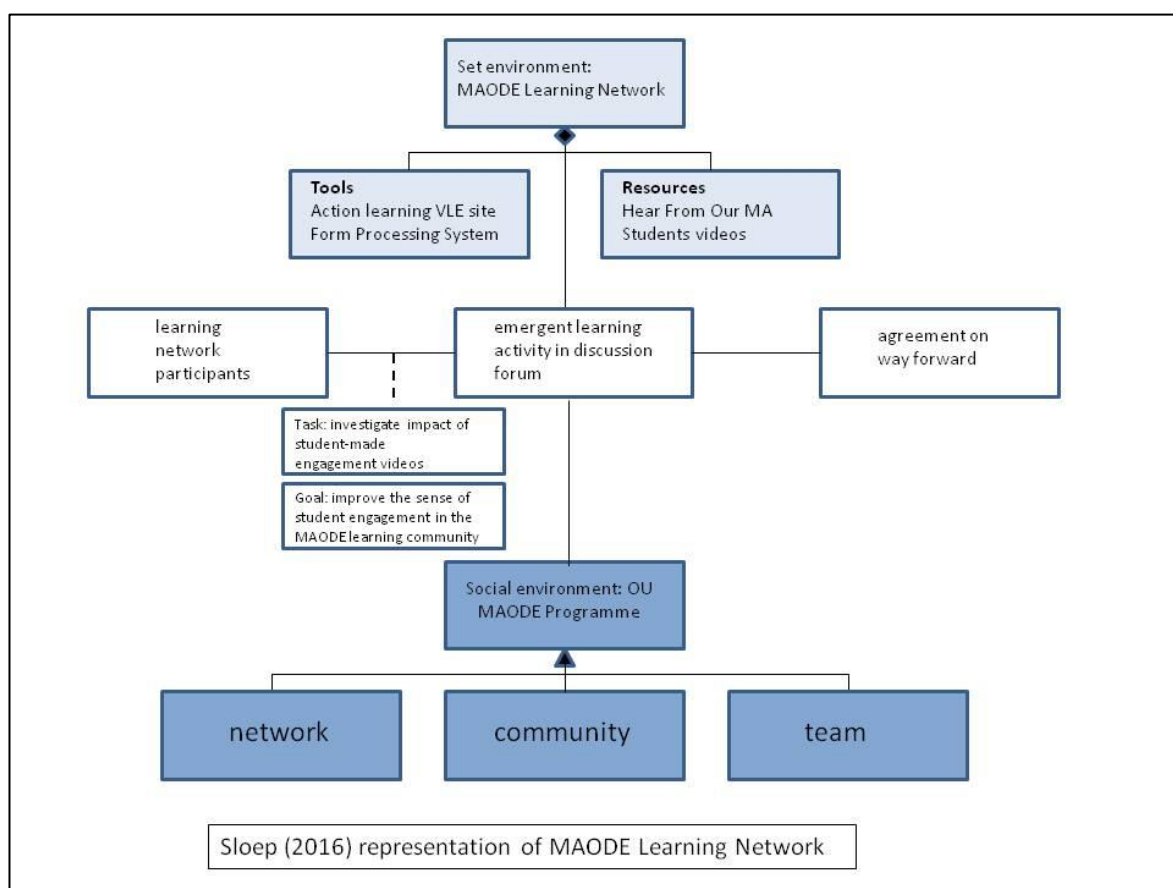 Set environment:
MAODE Learning Network
Tools
Action learning VLE site
Form Processing System
Resources
Hear From Our MA
Students videos
learning
network
participants
emergent learning
activity in discussion
forum
agreement on
way forward
Task: investigate impact of
student-made
engagement videos
Goal: improve the sense of
student engagement in the
MAODE learning community
Social environment: OU
MAODE Programme
network
community
team
Sloep (2016) representation of MAODE Learning Network